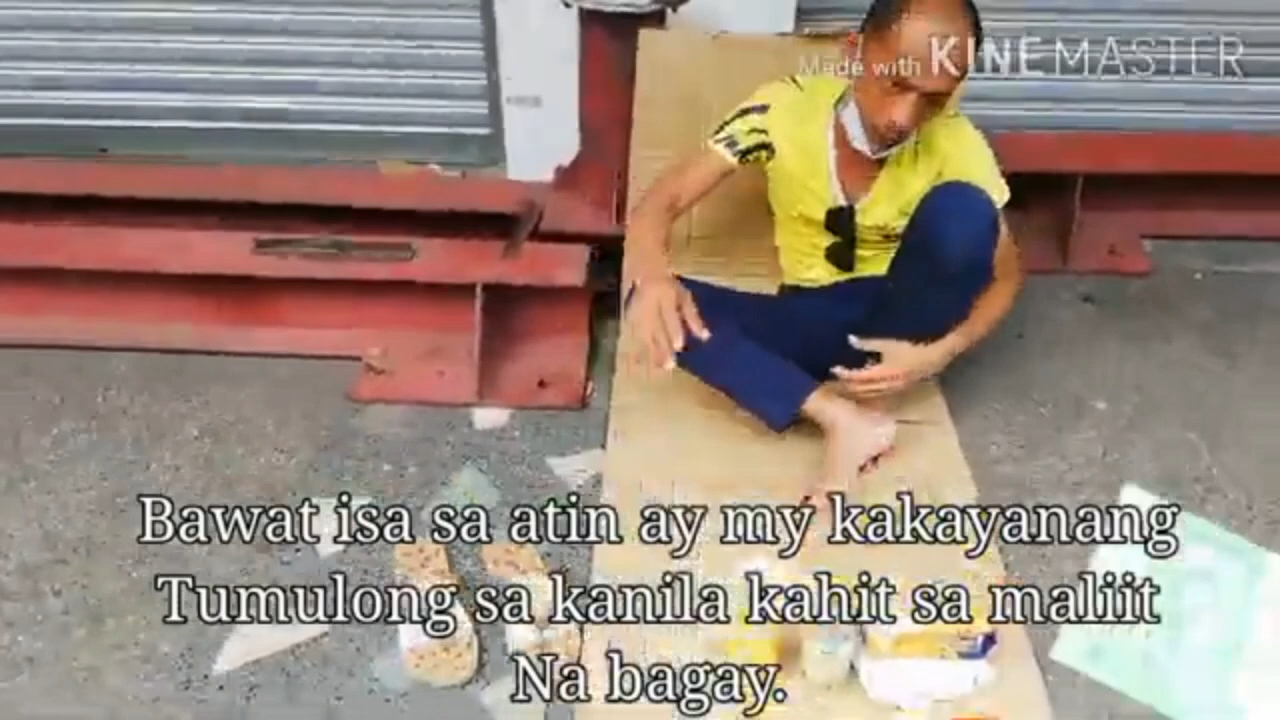 Made with KINEMASTER
Bawat isa sa atin ay my kakayanang
Tumulong sa kanila kahit sa maliit
Na bagay.